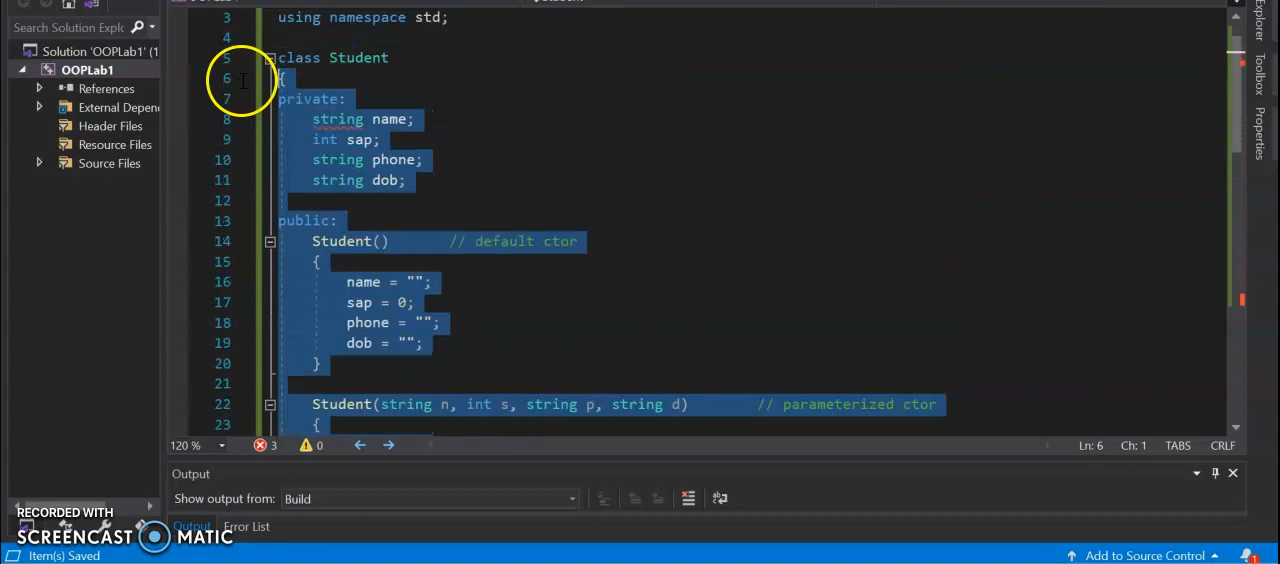 Search Solution Explo
Solution 'OOPLab1' (1
OOPLab1
References
External Depen
Header Files
Resource Files
Source Files
3 using namespace std;
4
5 class Student
6 {
7 private:
8 string name;
9 int sap;
10 string phone;
11 string dob;
12
13 public:
14 Student() // default ctor
15 {
16 name = "";
17 sap = 0;
18 phone = "";
19 dob = "";
20 }
21
22 Student(string n, int s, string p, string d) // parameterized ctor
23 {
120 % 3 0 Ln: 6 Ch: 1 TABS CRLF
Output
Show output from: Build
Output Error List
RECORDED WITH
SCREENCAST MATIC
Item(s) Saved Add to Source Control 1
Explorer
Toolbox
Properties